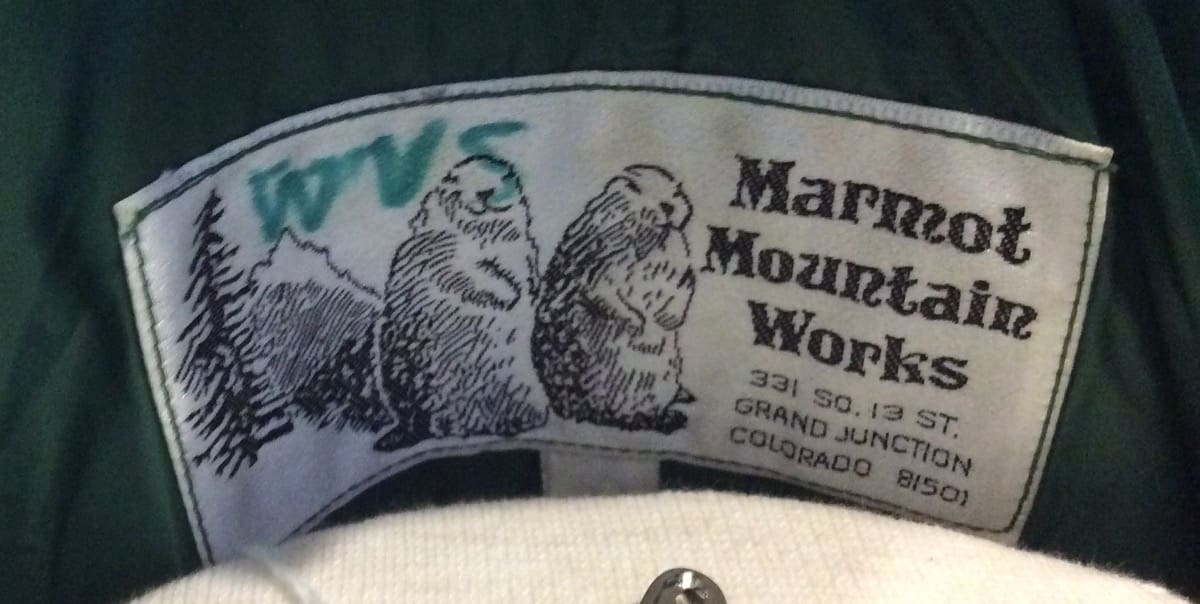 WVS
Marmot
Mountain
Works
331 SO. 13 ST.
GRAND JUNCTION
COLORADO 81501